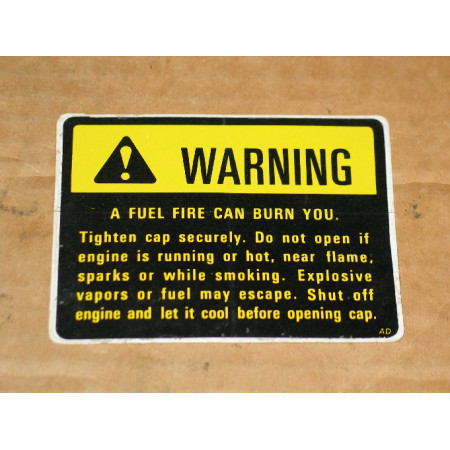 WARNING
A FUEL FIRE CAN BURN YOU.
Tighten cap securely. Do not open if
engine is running or hot, near flame,
sparks or while smoking. Explosive
vapors or fuel may escape. Shut off
engine and let it cool before opening cap.
AD